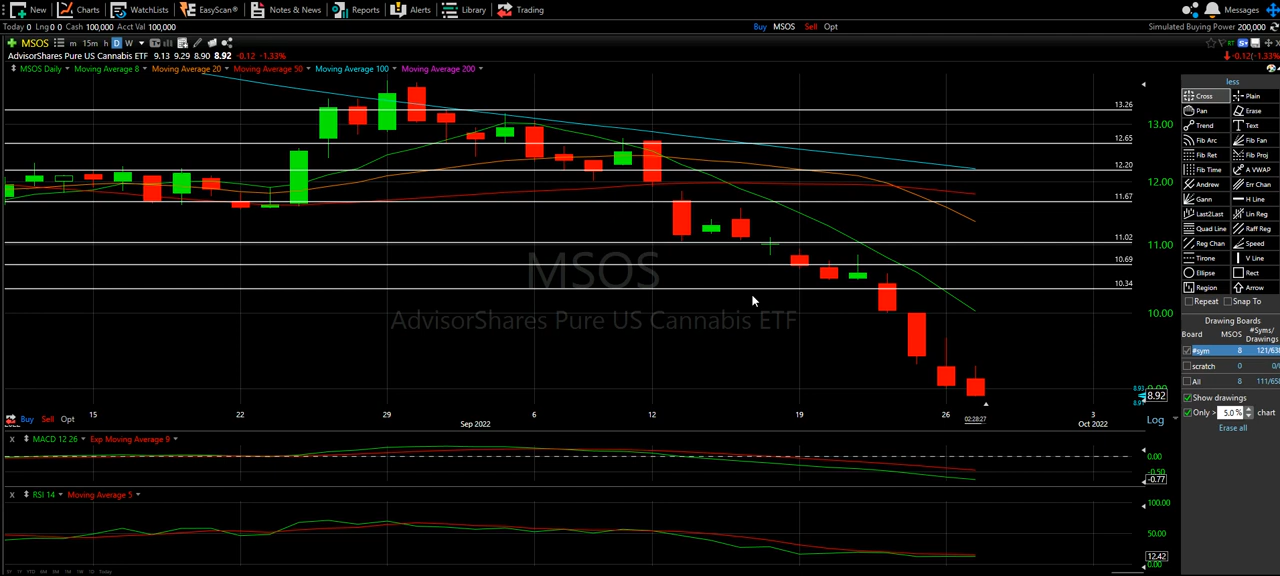 New Charts WatchLists EasyScan® Notes & News Reports Alerts Library Trading Messages
Today 0 Lng 0 0 Cash 100,000 Acct Val 100,000 Buy MSOS Sell Opt Simulated Buying Power 200,000
MSOS m 15m h D W
AdvisorShares Pure US Cannabis ETF 9.13 9.29 8.90 8.92 -0.12 -1.33% -0.12(-1.33%)
MSOS Daily Moving Average 8 Moving Average 20 Moving Average 50 Moving Average 100 Moving Average 200
less
Cross Plain
Pan Erase
Trend Text
Fib Arc Fib Fan
Fib Ret Fib Proj
Fib Time A VWAP
Andrew Err Chan
Gann H Line
Last2Last Lin Reg
Quad Line Raff Reg
Reg Chan Speed
Tirone V Line
Ellipse Rect
Region Arrow
Repeat Snap To
Drawing Boards
Board MSOS #Syms/
Drawings
#sym 8
scratch 0
All 8
Show drawings
Only > 5.0 % chart
Erase all
13.26
13.00
12.65
12.20
12.00
11.67
11.02
11.00
10.69
10.34
10.00
8.92
MSOS
AdvisorShares Pure US Cannabis ETF
15 22 29 6 12 19 26 3
Sep 2022 02:28:27 Oct 2022
Buy Sell Opt Log
MACD 12 26 Exp Moving Average 9
0.00
-0.50
-0.77
RSI 14 Moving Average 5
100.00
50.00
12.42
0.00